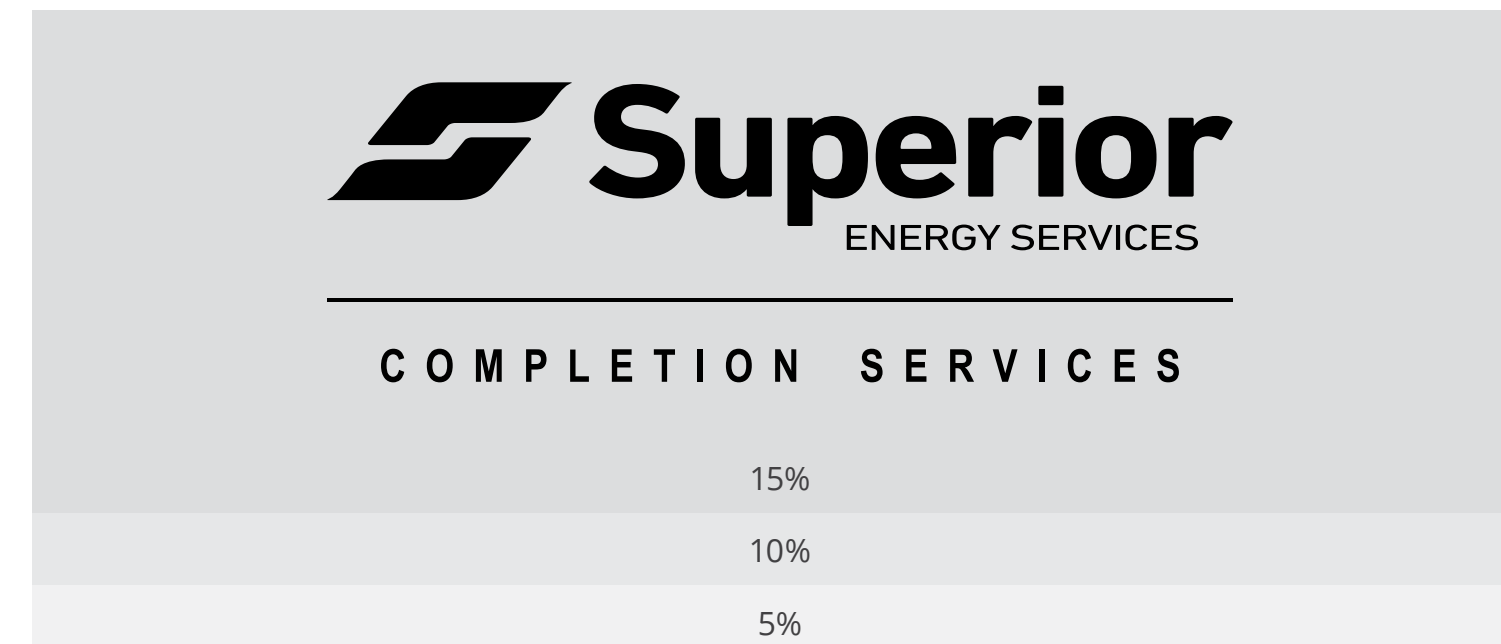 Superior
ENERGY SERVICES
COMPLETION SERVICES
15%
10%
5%